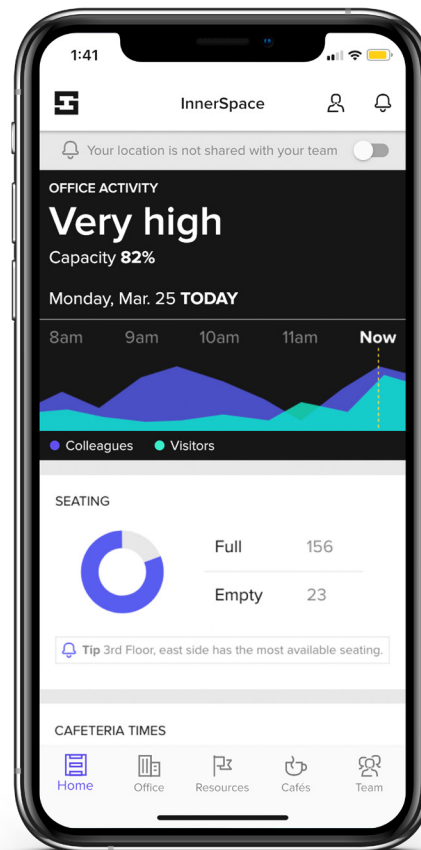 1:41
InnerSpace
Your location is not shared with your team
OFFICE ACTIVITY
Very high
Capacity 82%
Monday, Mar. 25 TODAY
8am 9am 10am 11am Now
Colleagues Visitors
SEATING
Full 156
Empty 23
Tip 3rd Floor, east side has the most available seating.
CAFETERIA TIMES
Home Office Resources Cafés Team